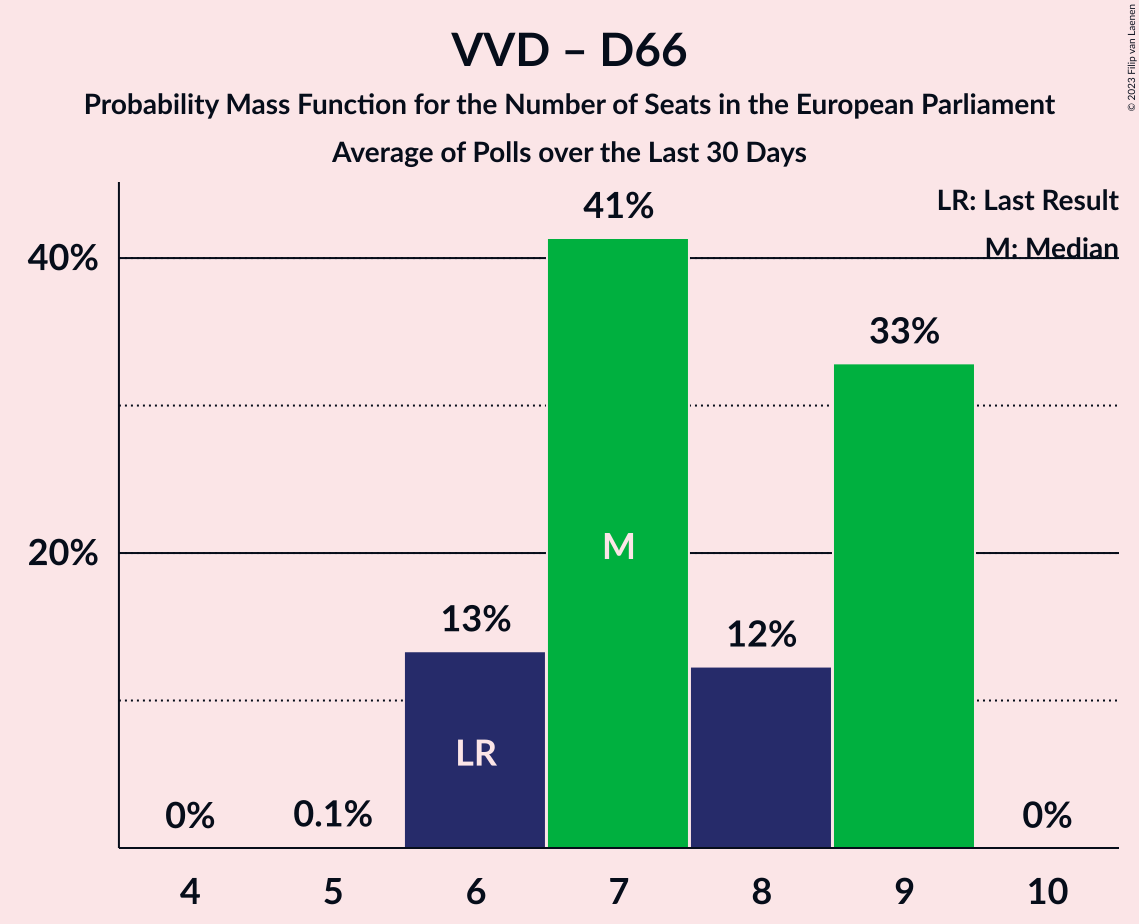 VVD – D66
Probability Mass Function for the Number of Seats in the European Parliament
Average of Polls over the Last 30 Days
© 2023 Filip van Laenen
LR: Last Result
M: Median
40%
20%
41%
33%
13%
12%
0%
0.1%
0%
M
LR
4 5 6 7 8 9 10